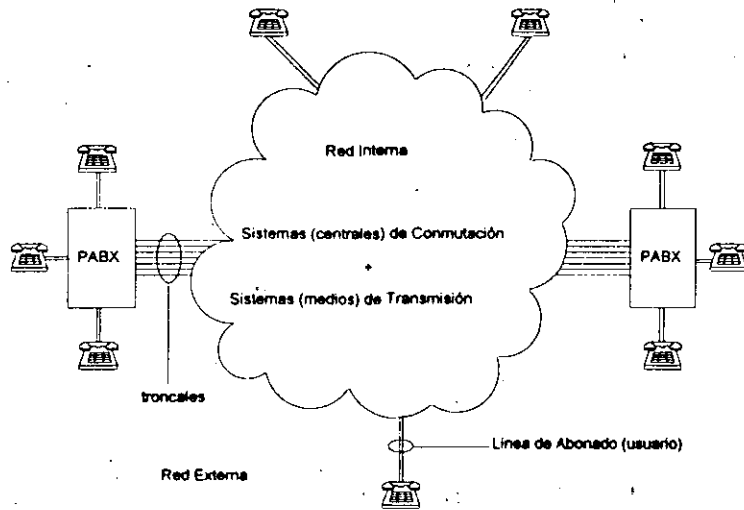 Red Interna
Sistemas (centrales) de Conmutación
+
Sistemas (medios) de Transmisión
PABX
PABX
troncales
Línea de Abonado (usuario)
Red Externa